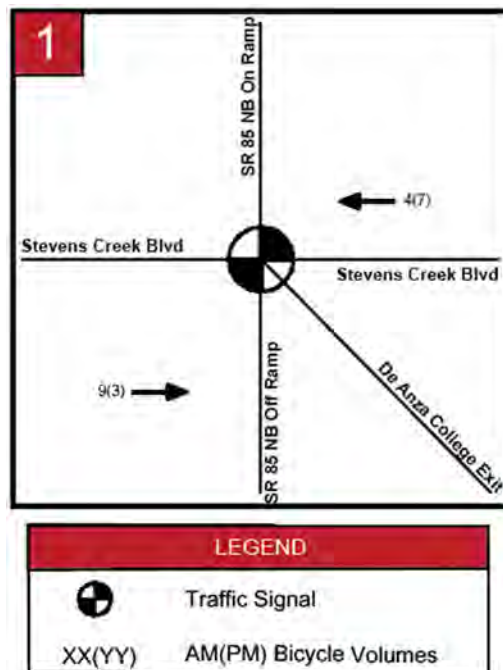 1
SR 85 NB On Ramp
4(7)
Stevens Creek Blvd
Stevens Creek Blvd
9(3)
SR 85 NB Off Ramp
De Anza College Exit
LEGEND
Traffic Signal
XX(YY) AM(PM) Bicycle Volumes